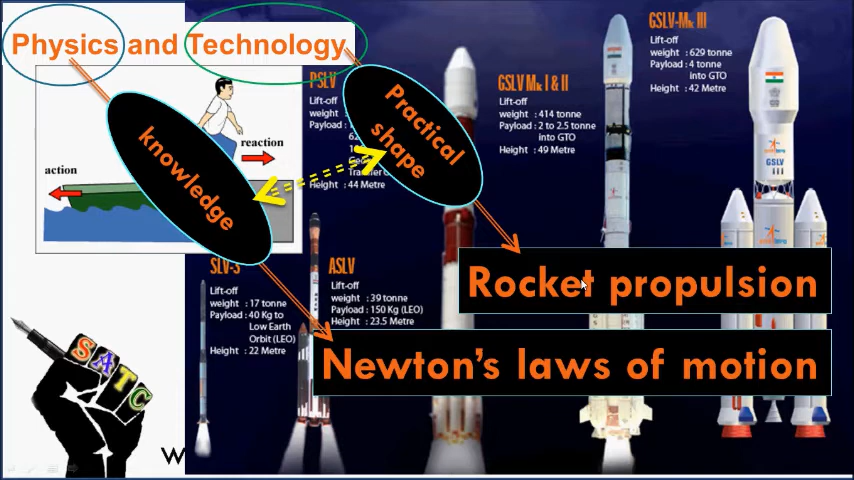 Physics and Technology
action
reaction
knowledge
Practical
shape
PSLV
Lift-off
weight :
Payload :
Height : 44 Metre
GSLV Mk I & II
Lift-off
weight : 414 tonne
Payload : 2 to 2.5 tonne
into GTO
Height : 49 Metre
GSLV-Mk III
Lift-off
weight : 629 tonne
Payload : 4 tonne
into GTO
Height : 42 Metre
GSLV
III
SLV-3
Lift-off
weight : 17 tonne
Payload : 40 Kg to
Low Earth
Orbit (LEO)
Height : 22 Metre
ASLV
Lift-off
weight : 39 tonne
Payload : 150 Kg (LEO)
Height : 23.5 Metre
Rocket propulsion
Newton's laws of motion
SATC
W